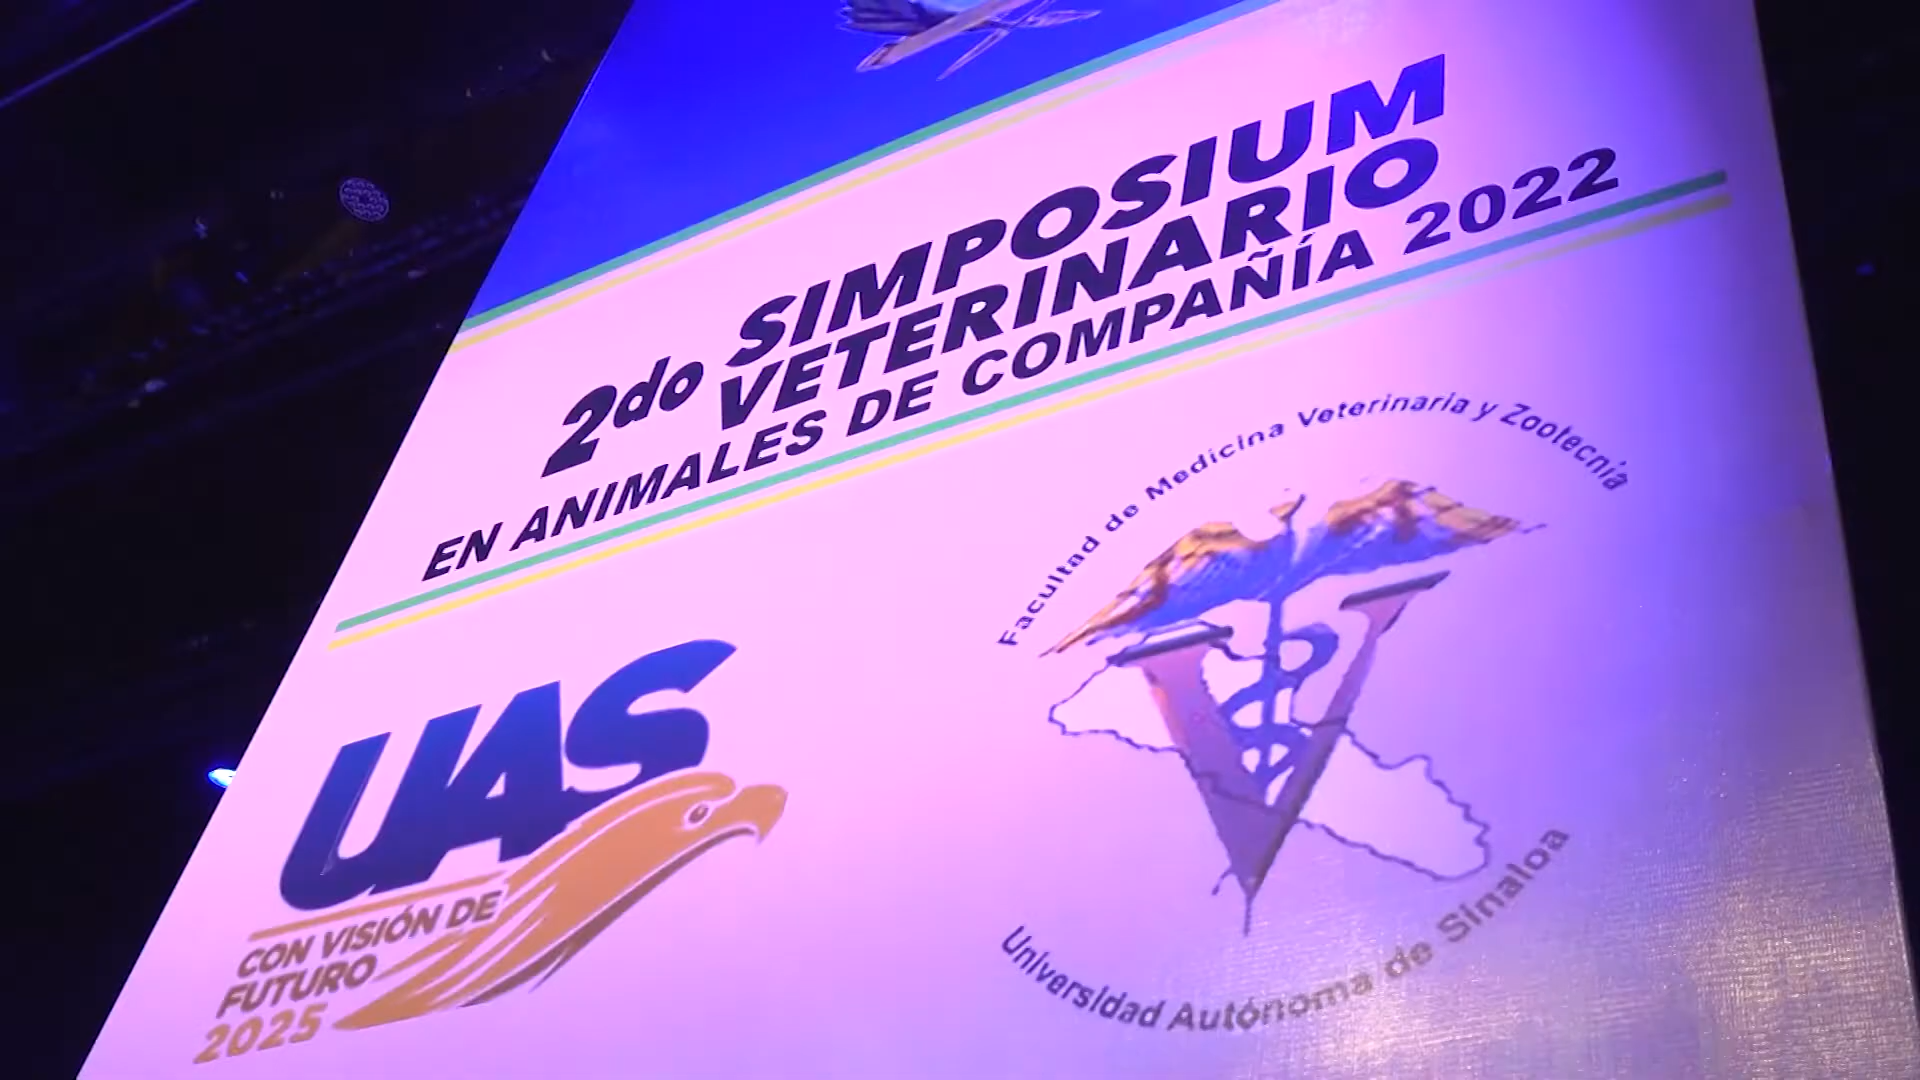 2do SIMPOSIUM
VETERINARIO
EN ANIMALES DE COMPAÑÍA 2022
Facultad de Medicina Veterinaria y Zootecnia
UAS
CON VISIÓN DE
FUTURO
2025
Universidad Autónoma de Sinaloa